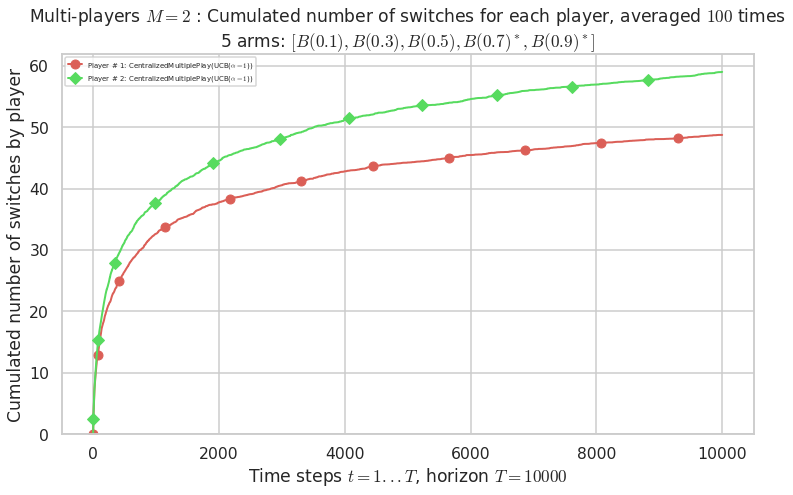 Multi-players M = 2 : Cumulated number of switches for each player, averaged 100 times
5 arms: [B(0.1), B(0.3), B(0.5), B(0.7)*, B(0.9)*]
Player # 1: CentralizedMultiplePlay(UCB(α=1))
Player # 2: CentralizedMultiplePlay(UCB(α=1))
Cumulated number of switches by player
60
50
40
30
20
10
0
0 2000 4000 6000 8000 10000
Time steps t = 1...T, horizon T = 10000